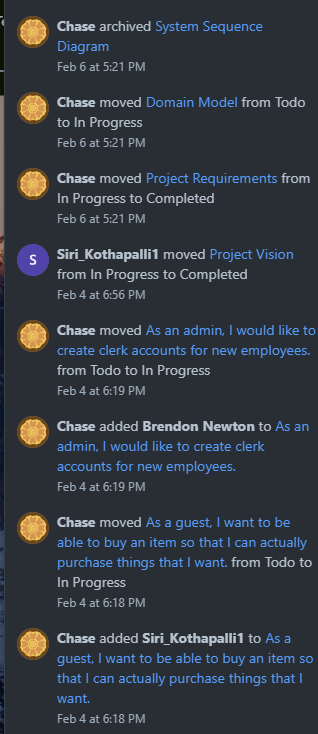 Chase archived System Sequence
Diagram
Feb 6 at 5:21 PM
Chase moved Domain Model from Todo
to In Progress
Feb 6 at 5:21 PM
Chase moved Project Requirements from
In Progress to Completed
Feb 6 at 5:21 PM
S
Siri_Kothapalli1 moved Project Vision
from In Progress to Completed
Feb 4 at 6:56 PM
Chase moved As an admin, I would like to
create clerk accounts for new employees.
from Todo to In Progress
Feb 4 at 6:19 PM
Chase added Brendon Newton to As an
admin, I would like to create clerk
accounts for new employees.
Feb 4 at 6:19 PM
Chase moved As a guest, I want to be
able to buy an item so that I can actually
purchase things that I want. from Todo to
In Progress
Feb 4 at 6:18 PM
Chase added Siri_Kothapalli1 to As a
guest, I want to be able to buy an item so
that I can actually purchase things that I
want.
Feb 4 at 6:18 PM